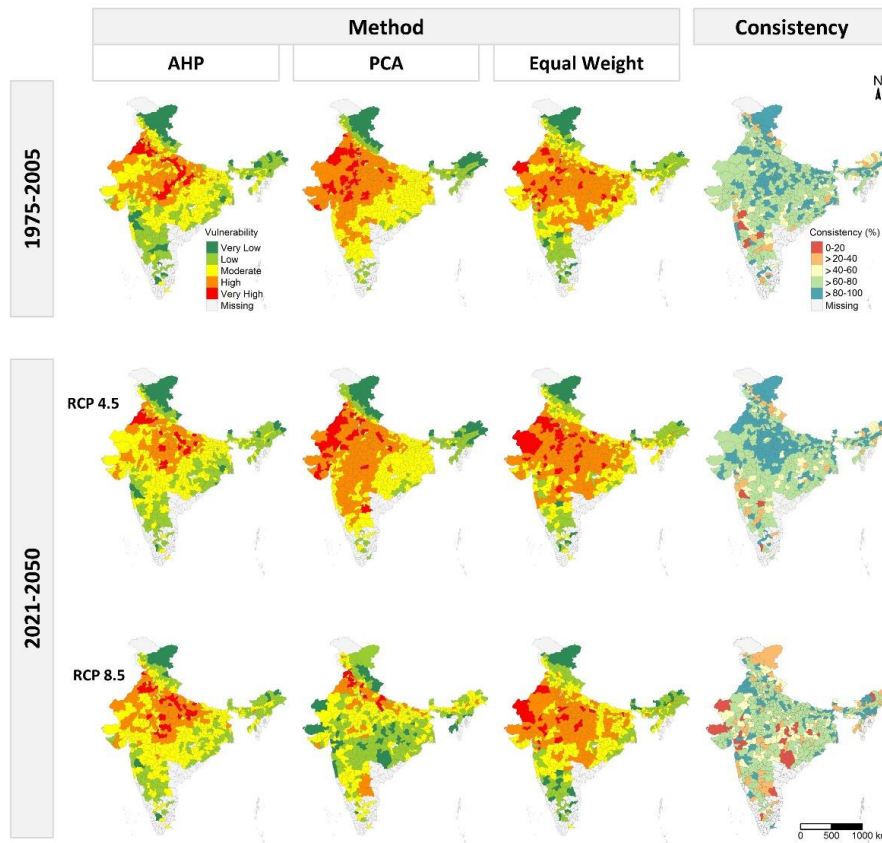 Method
Consistency
AHP
PCA
Equal Weight
N
1975-2005
Vulnerability
Very Low
Low
Moderate
High
Very High
Missing
Consistency (%)
0-20
>20-40
>40-60
>60-80
>80-100
Missing
2021-2050
RCP 4.5
RCP 8.5
0 500 1000 km